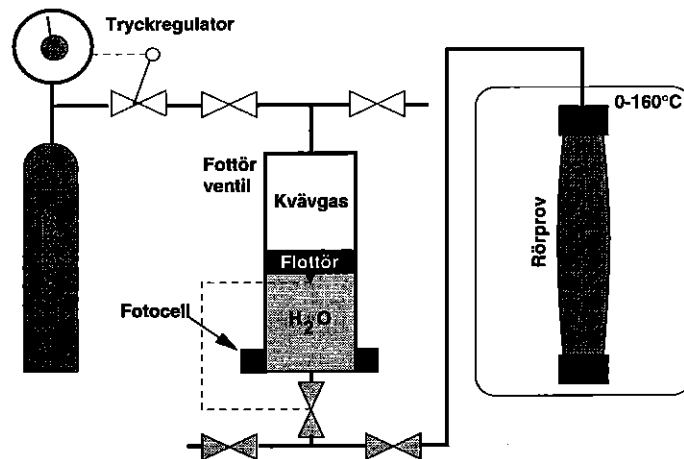 Tryckregulator
0-160°C
Fottör
ventil
Kvävgas
Flottör
Rörprov
H2O
Fotocell